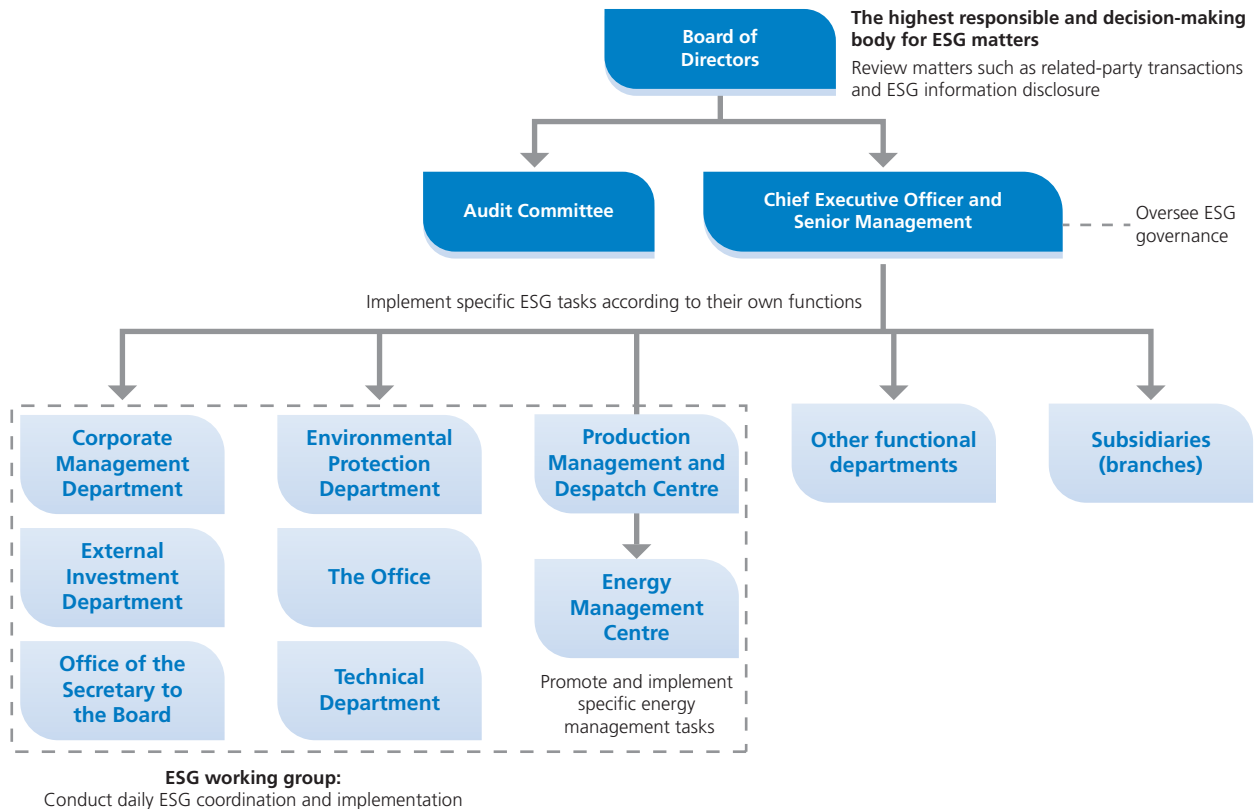 Board of
Directors
The highest responsible and decision-making
body for ESG matters
Review matters such as related-party transactions
and ESG information disclosure
Audit Committee
Chief Executive Officer and
Senior Management
Oversee ESG
governance
Implement specific ESG tasks according to their own functions
Corporate
Management
Department
Environmental
Protection
Department
Production
Management and
Despatch Centre
Other functional
departments
Subsidiaries
(branches)
External
Investment
Department
The Office
Energy
Management
Centre
Office of the
Secretary to
the Board
Technical
Department
Promote and implement
specific energy
management tasks
ESG working group:
Conduct daily ESG coordination and implementation